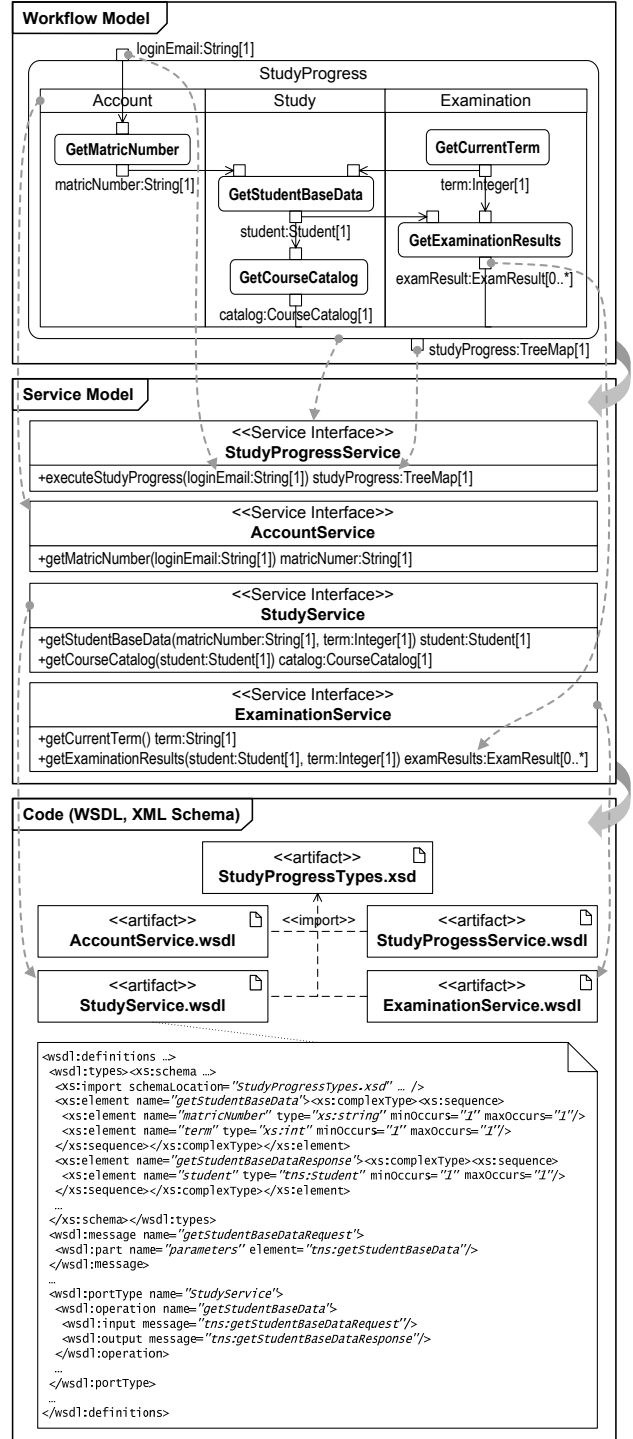 Workflow Model
loginEmail:String[1]
StudyProgress
Account Study Examination
GetMatricNumber
GetCurrentTerm
matricNumber:String[1]
term:Integer[1]
GetStudentBaseData
student:Student[1]
GetExaminationResults
GetCourseCatalog
examResult:ExamResult[0..*]
catalog:CourseCatalog[1]
studyProgress:TreeMap[1]
Service Model
<<Service Interface>>
StudyProgressService
+executeStudyProgress(loginEmail:String[1]) studyProgress:TreeMap[1]
<<Service Interface>>
AccountService
+getMatricNumber(loginEmail:String[1]) matricNumer:String[1]
<<Service Interface>>
StudyService
+getStudentBaseData(matricNumber:String[1], term:Integer[1]) student:Student[1]
+getCourseCatalog(student:Student[1]) catalog:CourseCatalog[1]
<<Service Interface>>
ExaminationService
+getCurrentTerm() term:String[1]
+getExaminationResults(student:Student[1], term:Integer[1]) examResults:ExamResult[0..*]
Code (WSDL, XML Schema)
<<artifact>>
StudyProgressTypes.xsd
<<artifact>>
AccountService.wsdl
<<import>>
<<artifact>>
StudyProgessService.wsdl
<<artifact>>
StudyService.wsdl
<<artifact>>
ExaminationService.wsdl
<wsdl:definitions …>
<wsdl:types><xs:schema …>
<xs:import schemaLocation="StudyProgressTypes.xsd" … />
<xs:element name="getStudentBaseData"><xs:complexType><xs:sequence>
<xs:element name="matricNumber" type="xs:string" minOccurs="1" maxOccurs="1"/>
<xs:element name="term" type="xs:int" minOccurs="1" maxOccurs="1"/>
</xs:sequence></xs:complexType></xs:element>
<xs:element name="getStudentBaseDataResponse"><xs:complexType><xs:sequence>
<xs:element name="student" type="tns:student" minOccurs="1" maxOccurs="1"/>
</xs:sequence></xs:complexType></xs:element>
…
</xs:schema></wsdl:types>
<wsdl:message name="getStudentBaseDataRequest">
<wsdl:part name="parameters" element="tns:getStudentBaseData"/>
</wsdl:message>
…
<wsdl:portType name="StudyService">
<wsdl:operation name="getStudentBaseData">
<wsdl:input message="tns:getStudentBaseDataRequest"/>
<wsdl:output message="tns:getStudentBaseDataResponse"/>
</wsdl:operation>
…
</wsdl:portType>
…
</wsdl:definitions>